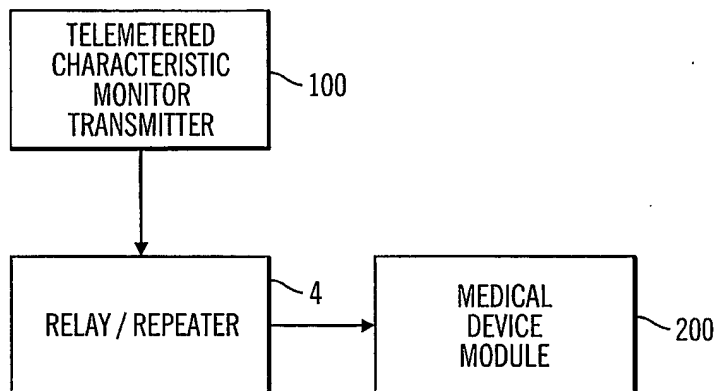 TELEMETERED
CHARACTERISTIC
MONITOR
TRANSMITTER
100
RELAY / REPEATER
4
MEDICAL
DEVICE
MODULE
200